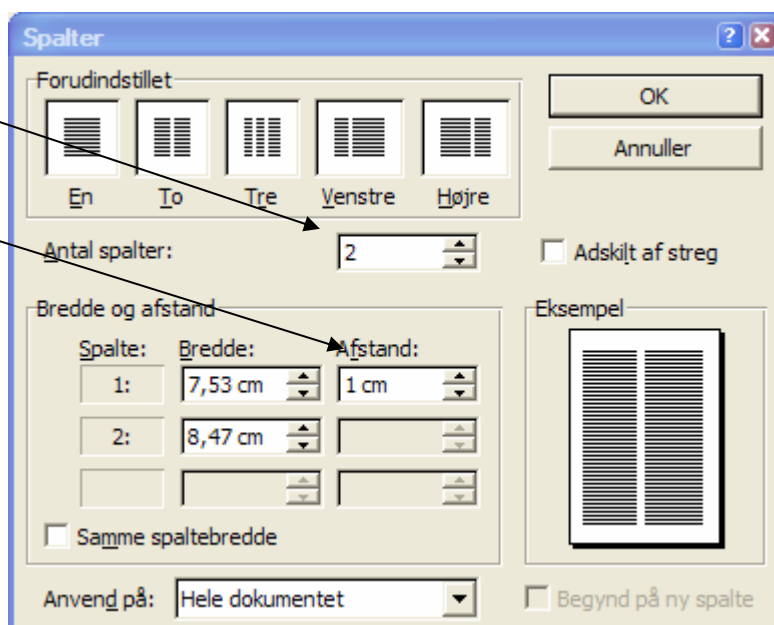 Spalter
Forudindstillet
En To Tre Venstre Højre
OK
Annuller
Antal spalter: 2
Adskilt af streg
Bredde og afstand
Spalte: Bredde: Afstand:
1: 7,53 cm 1 cm
2: 8,47 cm
Samme spaltebredde
Eksempel
Anvend på: Hele dokumentet
Begynd på ny spalte